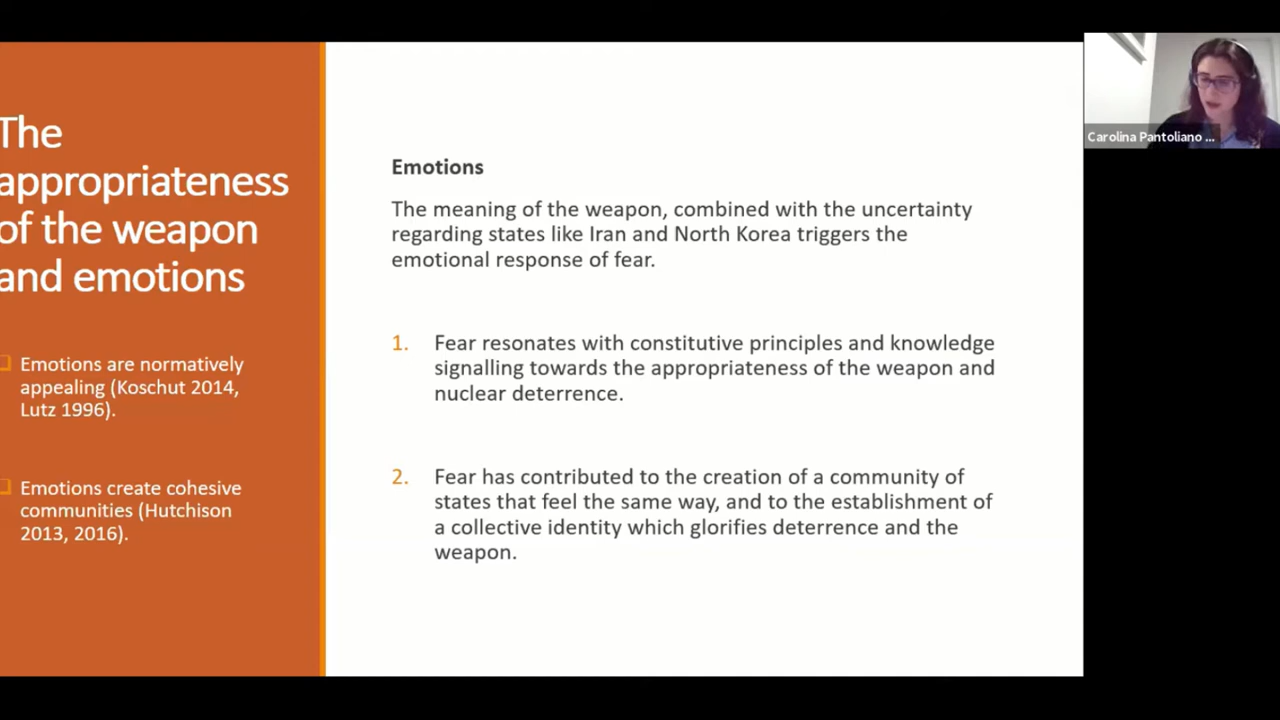 The
appropriateness
of the weapon
and emotions
Emotions are normatively
appealing (Koschut 2014,
Lutz 1996).
Emotions create cohesive
communities (Hutchison
2013, 2016).
Emotions
The meaning of the weapon, combined with the uncertainty
regarding states like Iran and North Korea triggers the
emotional response of fear.
1. Fear resonates with constitutive principles and knowledge
signalling towards the appropriateness of the weapon and
nuclear deterrence.
2. Fear has contributed to the creation of a community of
states that feel the same way, and to the establishment of
a collective identity which glorifies deterrence and the
weapon.
Carolina Pantoliano ...